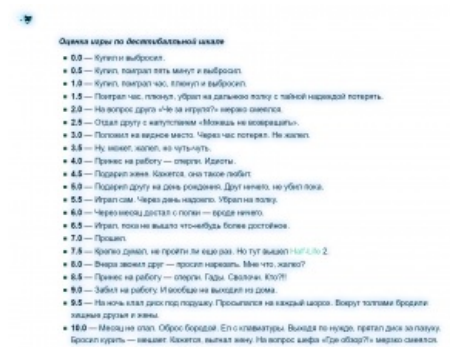 Оценка игры по десятибалльной шкале
0.0 — Купил и выбросил.
0.5 — Купил, поиграл пять минут и выбросил.
1.0 — Купил, поиграл час, плюнул и выбросил.
1.5 — Поиграл час, плюнул, убрал на дальнюю полку с тайной надеждой потерять.
2.0 — На вопрос друга «Че за игруля?» мерзко смеялся.
2.5 — Отдал другу с напутствием «Можешь не возвращать».
3.0 — Положил на видное место. Через час потерял. Не жалел.
3.5 — Ну, может, жалел, но чуть-чуть.
4.0 — Принес на работу — сперли. Идиоты.
4.5 — Подарил жене. Кажется, она такое любит.
5.0 — Подарил другу на день рождения. Друг ничего, не убил пока.
5.5 — Играл сам. Через день надоело. Убрал на полку.
6.0 — Через месяц достал с полки — вроде ничего.
6.5 — Играл, пока не вышло что-нибудь более достойное.
7.0 — Прошел.
7.5 — Крепко думал, не пройти ли еще раз. Но тут вышел Half-Life 2.
8.0 — Вчера звонил друг — просил нарезать. Мне что, жалко?
8.5 — Принес на работу — сперли. Гады. Сволочи. Кто?!!
9.0 — Забил на работу. И вообще на выходил из дома.
9.5 — На ночь клал диск под подушку. Просыпался на каждый шорох. Вокруг толпами бродили
хищные друзья и жены.
10.0 — Месяц не спал. Оброс бородой. Ел с клавиатуры. Выходя по нужде, прятал диск за пазуху.
Бросил курить — мешает. Кажется, выгнал жену. На вопрос шефа «Где обзор?!» мерзко смеялся.